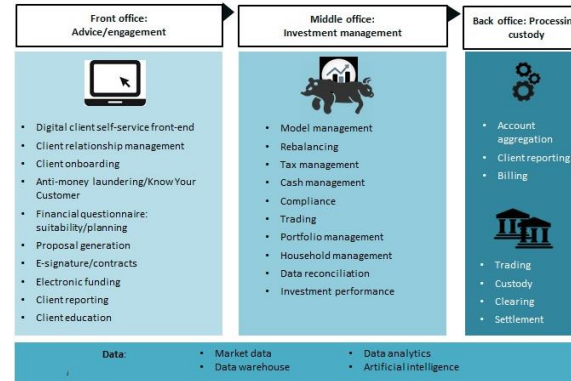 Front office:
Advice/engagement
Middle office:
Investment management
Back office: Processin
custody
• Digital client self-service front-end
• Client relationship management
• Client onboarding
• Anti-money laundering/Know Your
Customer
• Financial questionnaire:
suitability/planning
• Proposal generation
• E-signature/contracts
• Electronic funding
• Client reporting
• Client education
• Model management
• Rebalancing
• Tax management
• Cash management
• Compliance
• Trading
• Portfolio management
• Household management
• Data reconciliation
• Investment performance
• Account
aggregation
• Client reporting
• Billing
• Trading
• Custody
• Clearing
• Settlement
Data:
• Market data
• Data warehouse
• Data analytics
• Artificial intelligence